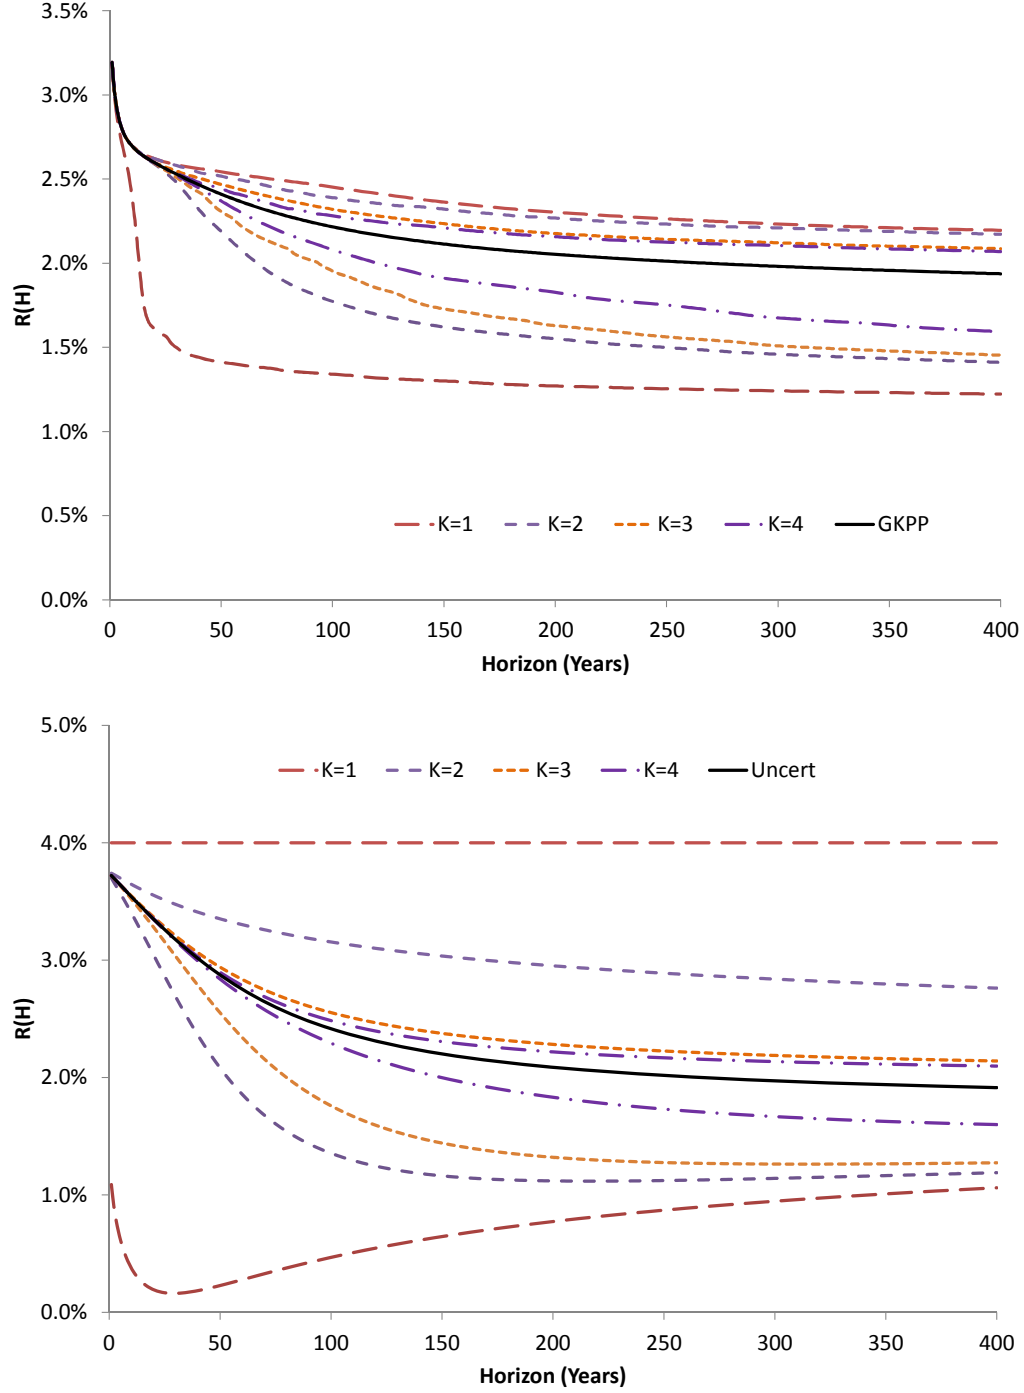 3.5%
3.0%
2.5%
2.0%
1.5%
1.0%
0.5%
0.0%
R(H)
K=1 K=2 K=3 K=4 GKPP
0 50 100 150 200 250 300 350 400
Horizon (Years)
5.0%
4.0%
3.0%
2.0%
1.0%
0.0%
R(H)
K=1 K=2 K=3 K=4 Uncert
0 50 100 150 200 250 300 350 400
Horizon (Years)